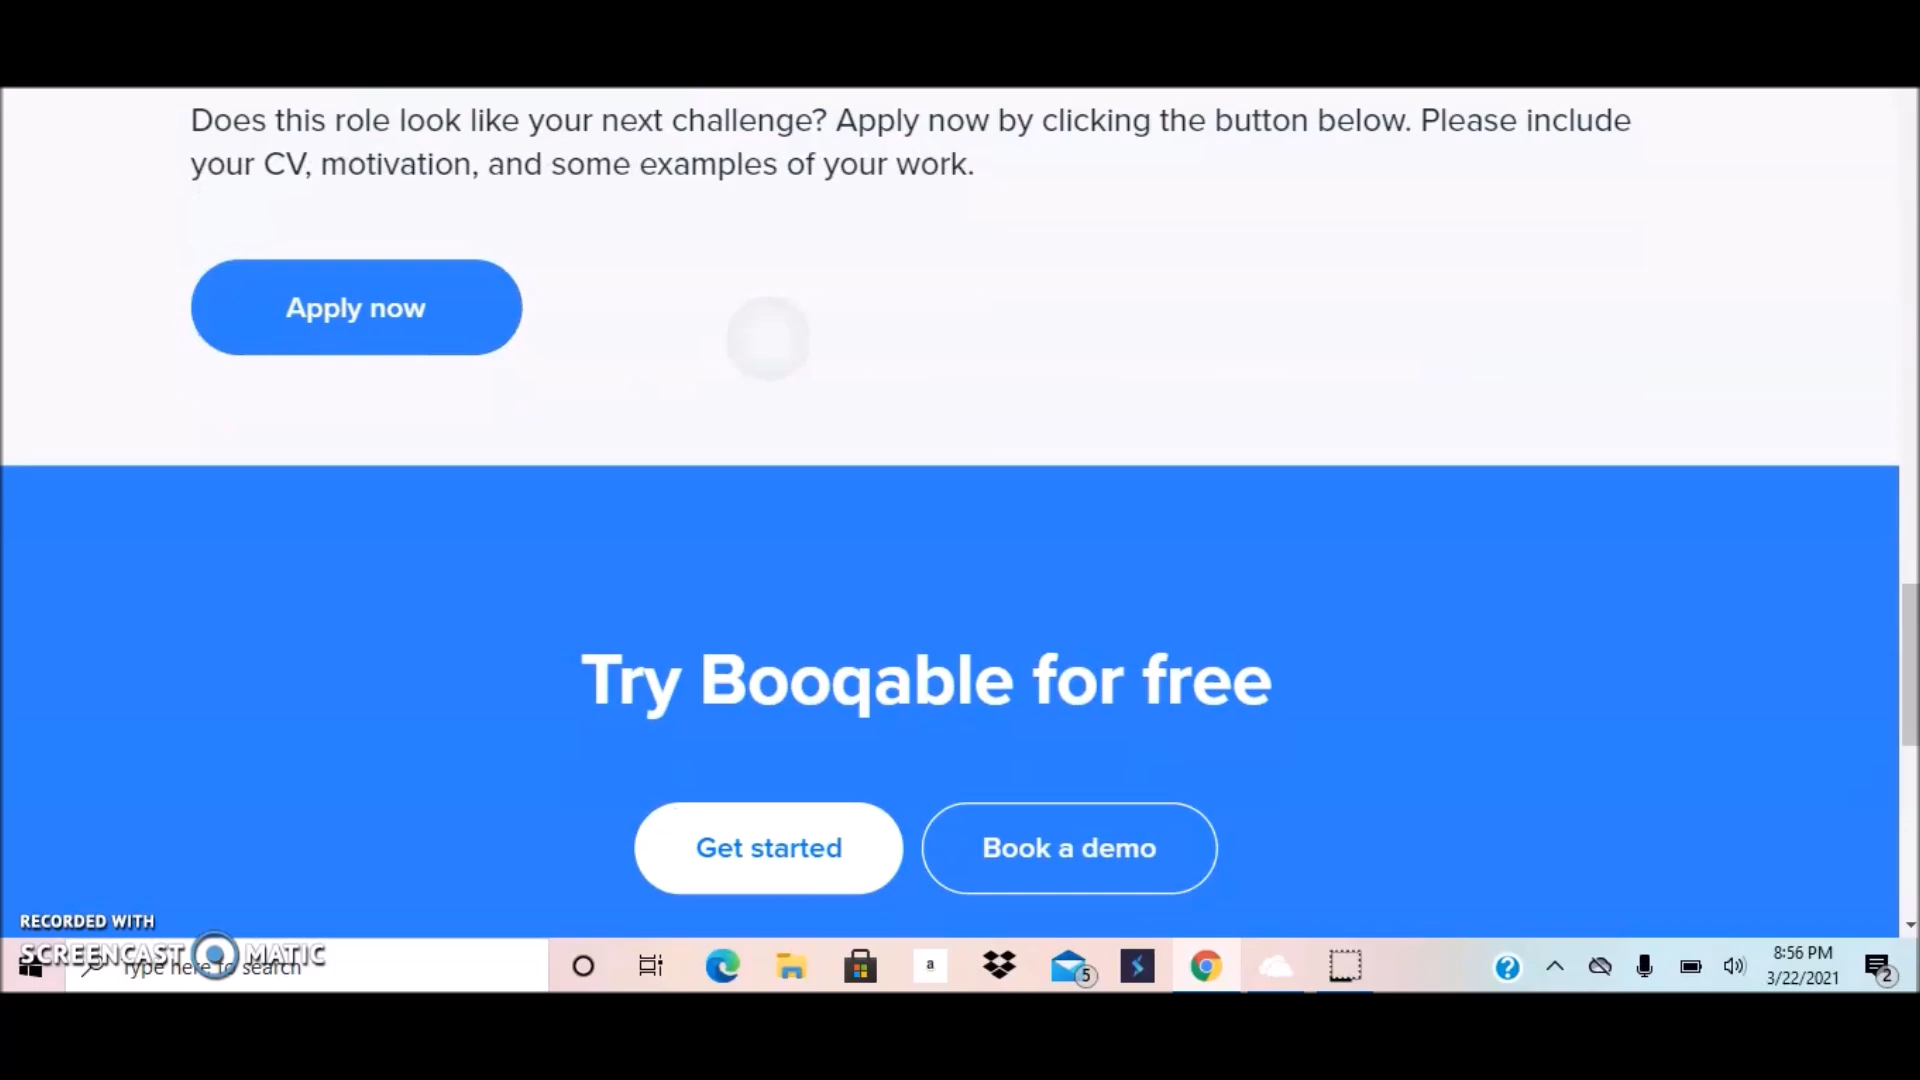 Does this role look like your next challenge? Apply now by clicking the button below. Please include
your CV, motivation, and some examples of your work.
Apply now
Try Booqable for free
Get started
Book a demo
RECORDED WITH
SCREENCAST MATIC
Type here to search
a
5
8:56 PM
3/22/2021
2